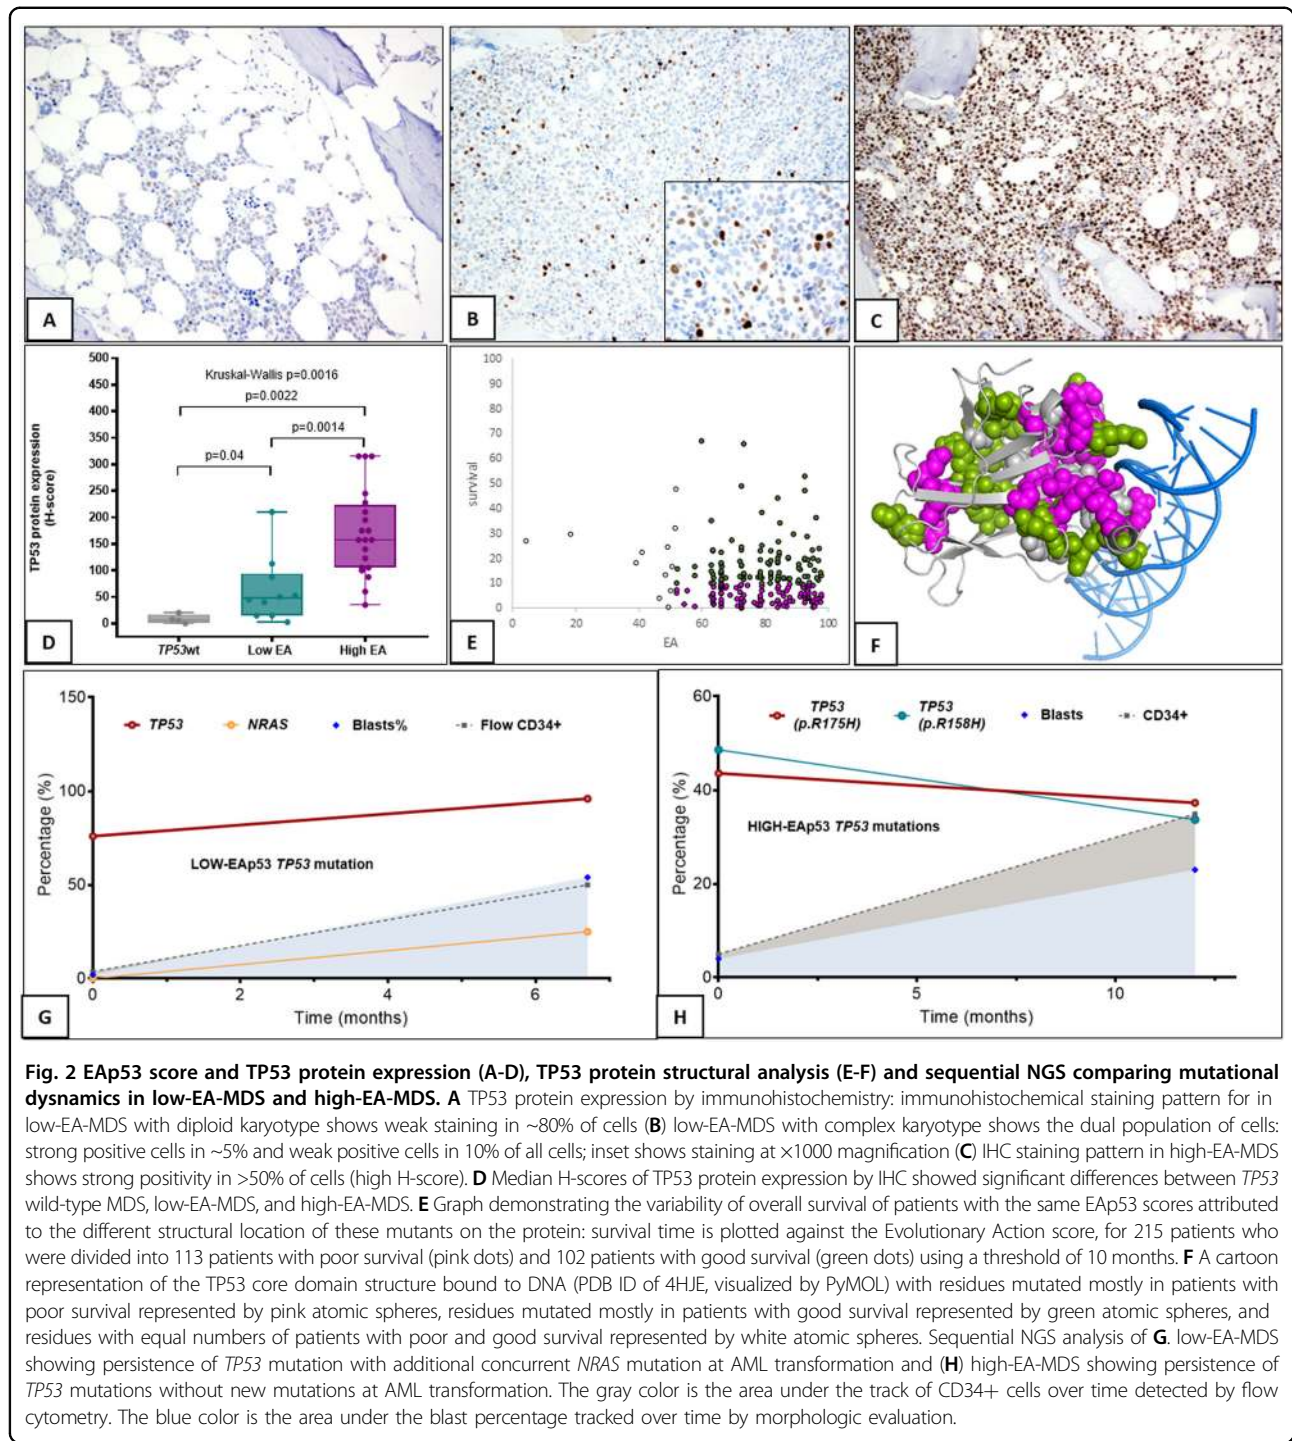 A
B
C
500
450
400
350
300
250
200
150
100
50
0
TP53 protein expression
(H-score)
Kruskal-Wallis p=0.0016
p=0.0022
p=0.0014
p=0.04
TP53wt
Low EA
High EA
D
100
90
80
70
60
50
40
30
20
10
0
survival
0
20
40
60
80
100
EA
E
F
150
100
50
0
Percentage (%)
TP53
NRAS
Blasts%
Flow CD34+
LOW-EAp53 TP53 mutation
0
2
4
6
Time (months)
G
60
40
20
0
Percentage (%)
TP53
(p.R175H)
TP53
(p.R158H)
Blasts
CD34+
HIGH-EAp53 TP53 mutations
0
5
10
Time (months)
H
Fig. 2 EAp53 score and TP53 protein expression (A-D), TP53 protein structural analysis (E-F) and sequential NGS comparing mutational
dysnamics in low-EA-MDS and high-EA-MDS. A TP53 protein expression by immunohistochemistry: immunohistochemical staining pattern for in
low-EA-MDS with diploid karyotype shows weak staining in ~80% of cells (B) low-EA-MDS with complex karyotype shows the dual population of cells:
strong positive cells in ~5% and weak positive cells in 10% of all cells; inset shows staining at ×1000 magnification (C) IHC staining pattern in high-EA-MDS
shows strong positivity in >50% of cells (high H-score). D Median H-scores of TP53 protein expression by IHC showed significant differences between TP53
wild-type MDS, low-EA-MDS, and high-EA-MDS. E Graph demonstrating the variability of overall survival of patients with the same EAp53 scores attributed
to the different structural location of these mutants on the protein: survival time is plotted against the Evolutionary Action score, for 215 patients who
were divided into 113 patients with poor survival (pink dots) and 102 patients with good survival (green dots) using a threshold of 10 months. F A cartoon
representation of the TP53 core domain structure bound to DNA (PDB ID of 4HJE, visualized by PyMOL) with residues mutated mostly in patients with
poor survival represented by pink atomic spheres, residues mutated mostly in patients with good survival represented by green atomic spheres, and
residues with equal numbers of patients with poor and good survival represented by white atomic spheres. Sequential NGS analysis of G. low-EA-MDS
showing persistence of TP53 mutation with additional concurrent NRAS mutation at AML transformation and (H) high-EA-MDS showing persistence of
TP53 mutations without new mutations at AML transformation. The gray color is the area under the track of CD34+ cells over time detected by flow
cytometry. The blue color is the area under the blast percentage tracked over time by morphologic evaluation.